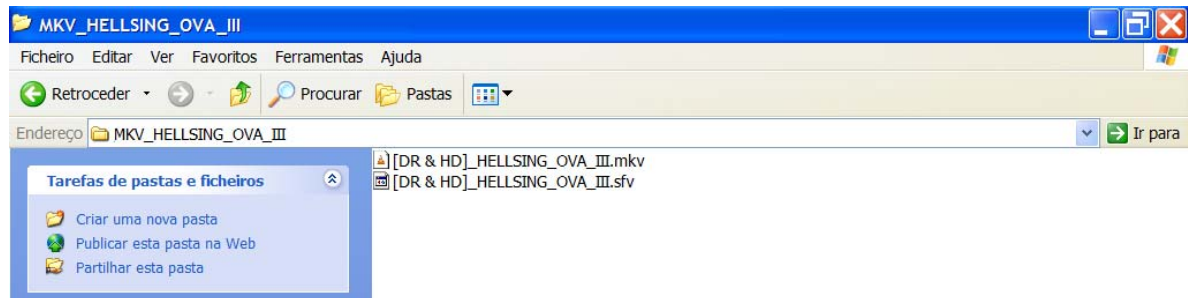 MKV_HELLSING_OVA_III
Ficheiro Editar Ver Favoritos Ferramentas Ajuda
Retroceder Procurar Pastas
Endereço MKV_HELLSING_OVA_III Ir para
[DR & HD]_HELLSING_OVA_III.mkv
[DR & HD]_HELLSING_OVA_III.sfv
Tarefas de pastas e ficheiros
Criar uma nova pasta
Publicar esta pasta na Web
Partilhar esta pasta